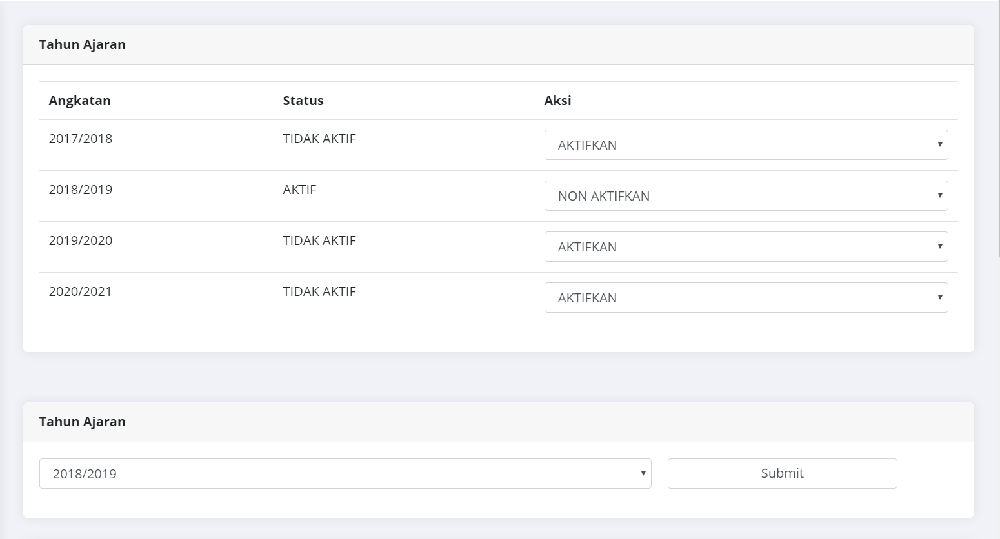 Tahun Ajaran
Angkatan Status Aksi
2017/2018 TIDAK AKTIF AKTIFKAN
2018/2019 AKTIF NON AKTIFKAN
2019/2020 TIDAK AKTIF AKTIFKAN
2020/2021 TIDAK AKTIF AKTIFKAN
Tahun Ajaran
2018/2019 Submit